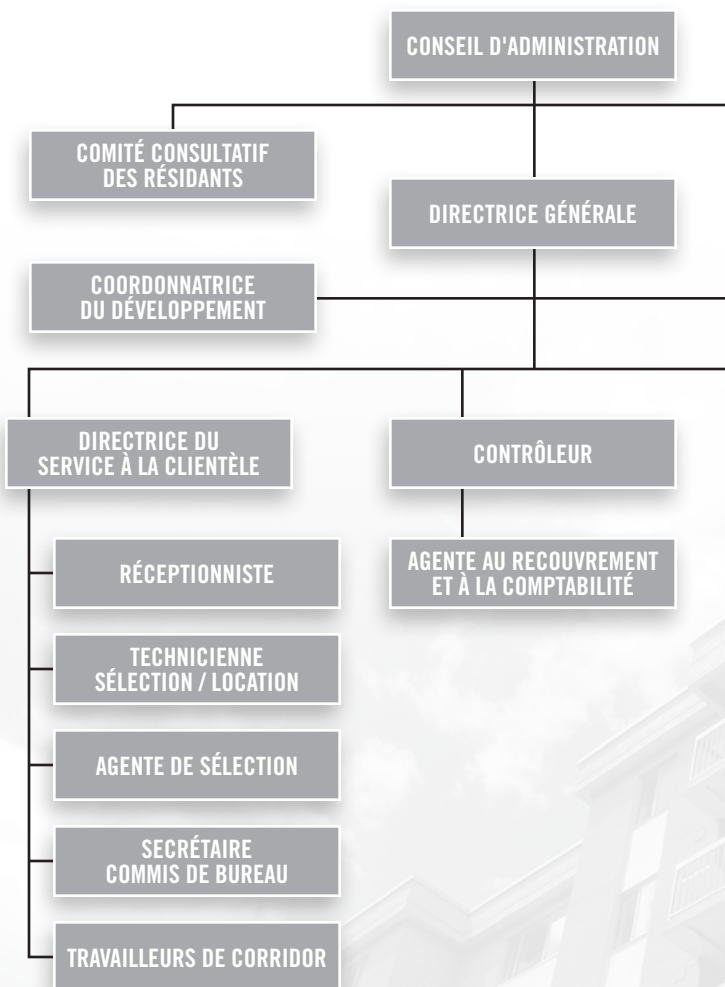 CONSEIL D'ADMINISTRATION
COMITÉ CONSULTATIF
DES RÉSIDANTS
DIRECTRICE GÉNÉRALE
COORDONNATRICE
DU DÉVELOPPEMENT
DIRECTRICE DU
SERVICE À LA CLIENTÈLE
CONTRÔLEUR
RÉCEPTIONNISTE
AGENTE AU RECOUVREMENT
ET À LA COMPTABILITÉ
TECHNICIENNE
SÉLECTION / LOCATION
AGENTE DE SÉLECTION
SECRÉTAIRE
COMMIS DE BUREAU
TRAVAILLEURS DE CORRIDOR